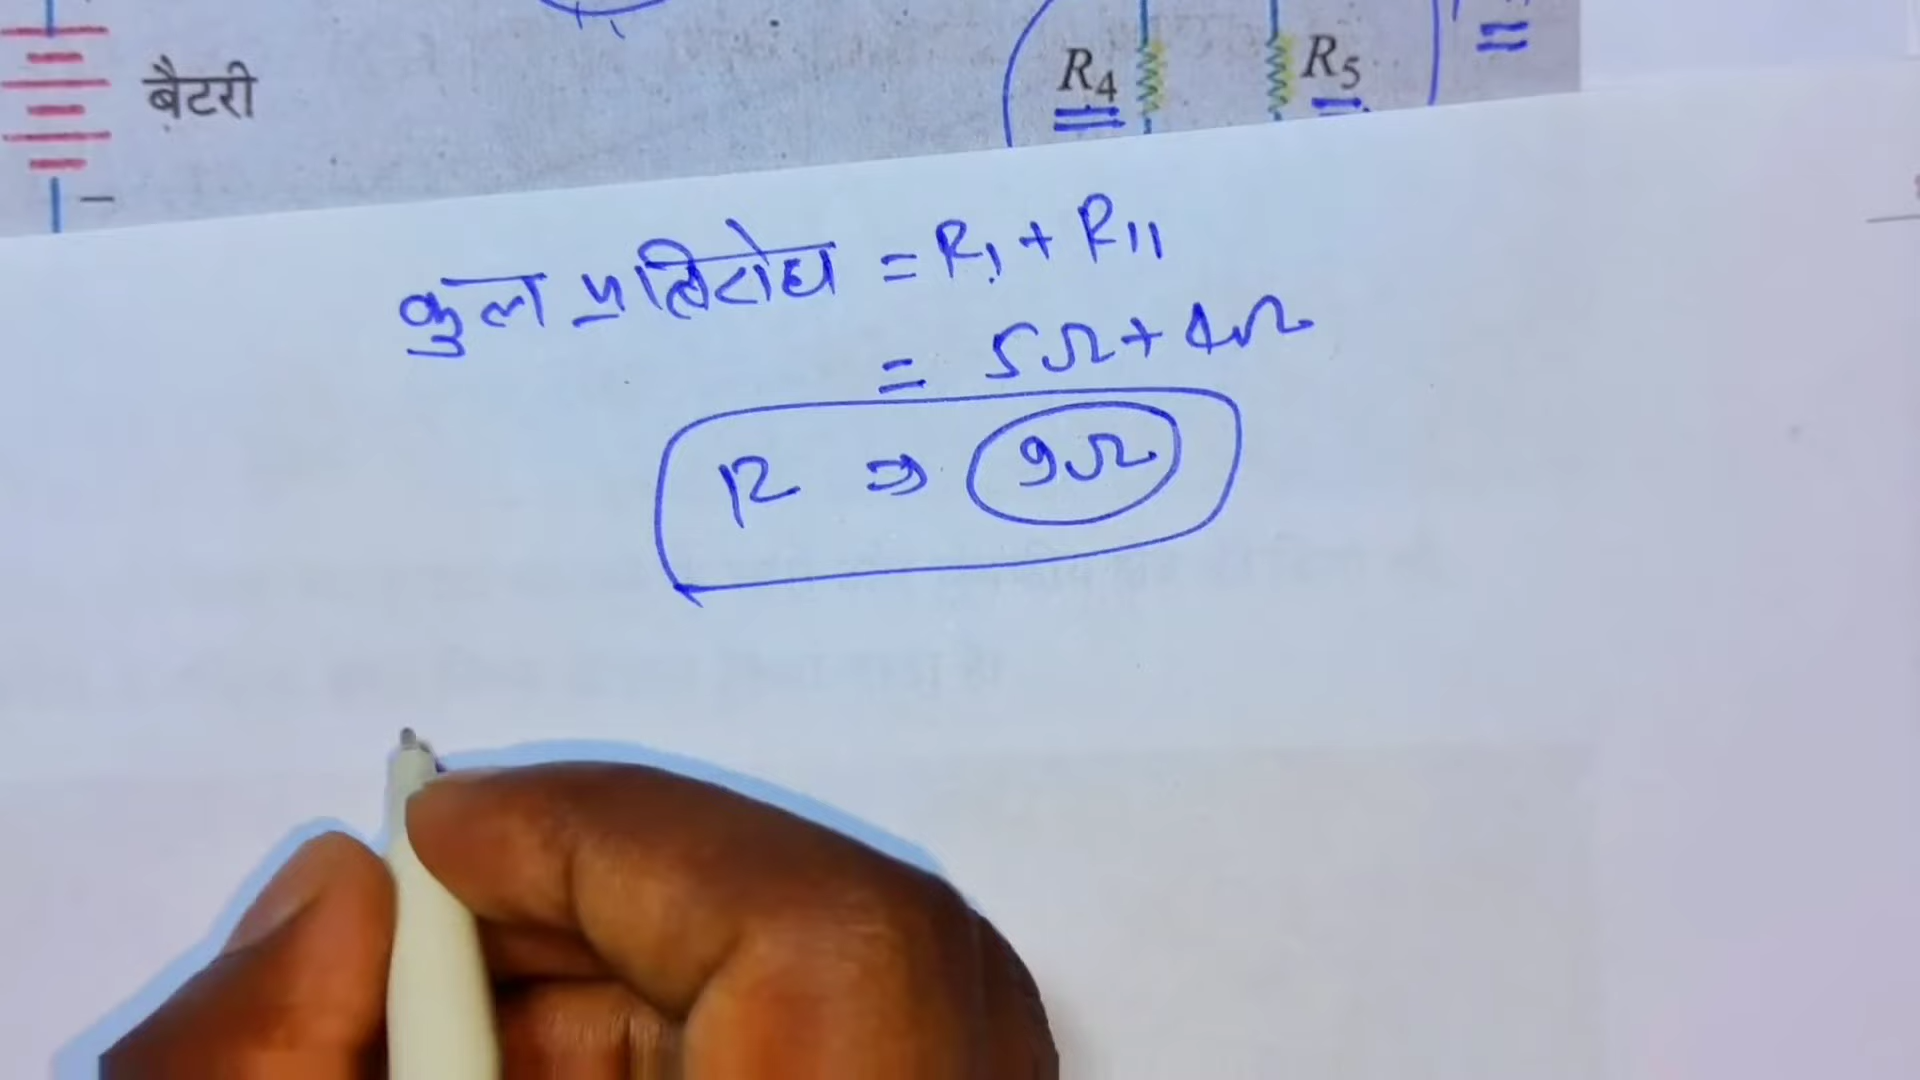 बैटरी
R4
R5
कुल प्रतिरोध = R₁ + R₁₁
= 5Ω + 4Ω
R ⇒ 9Ω